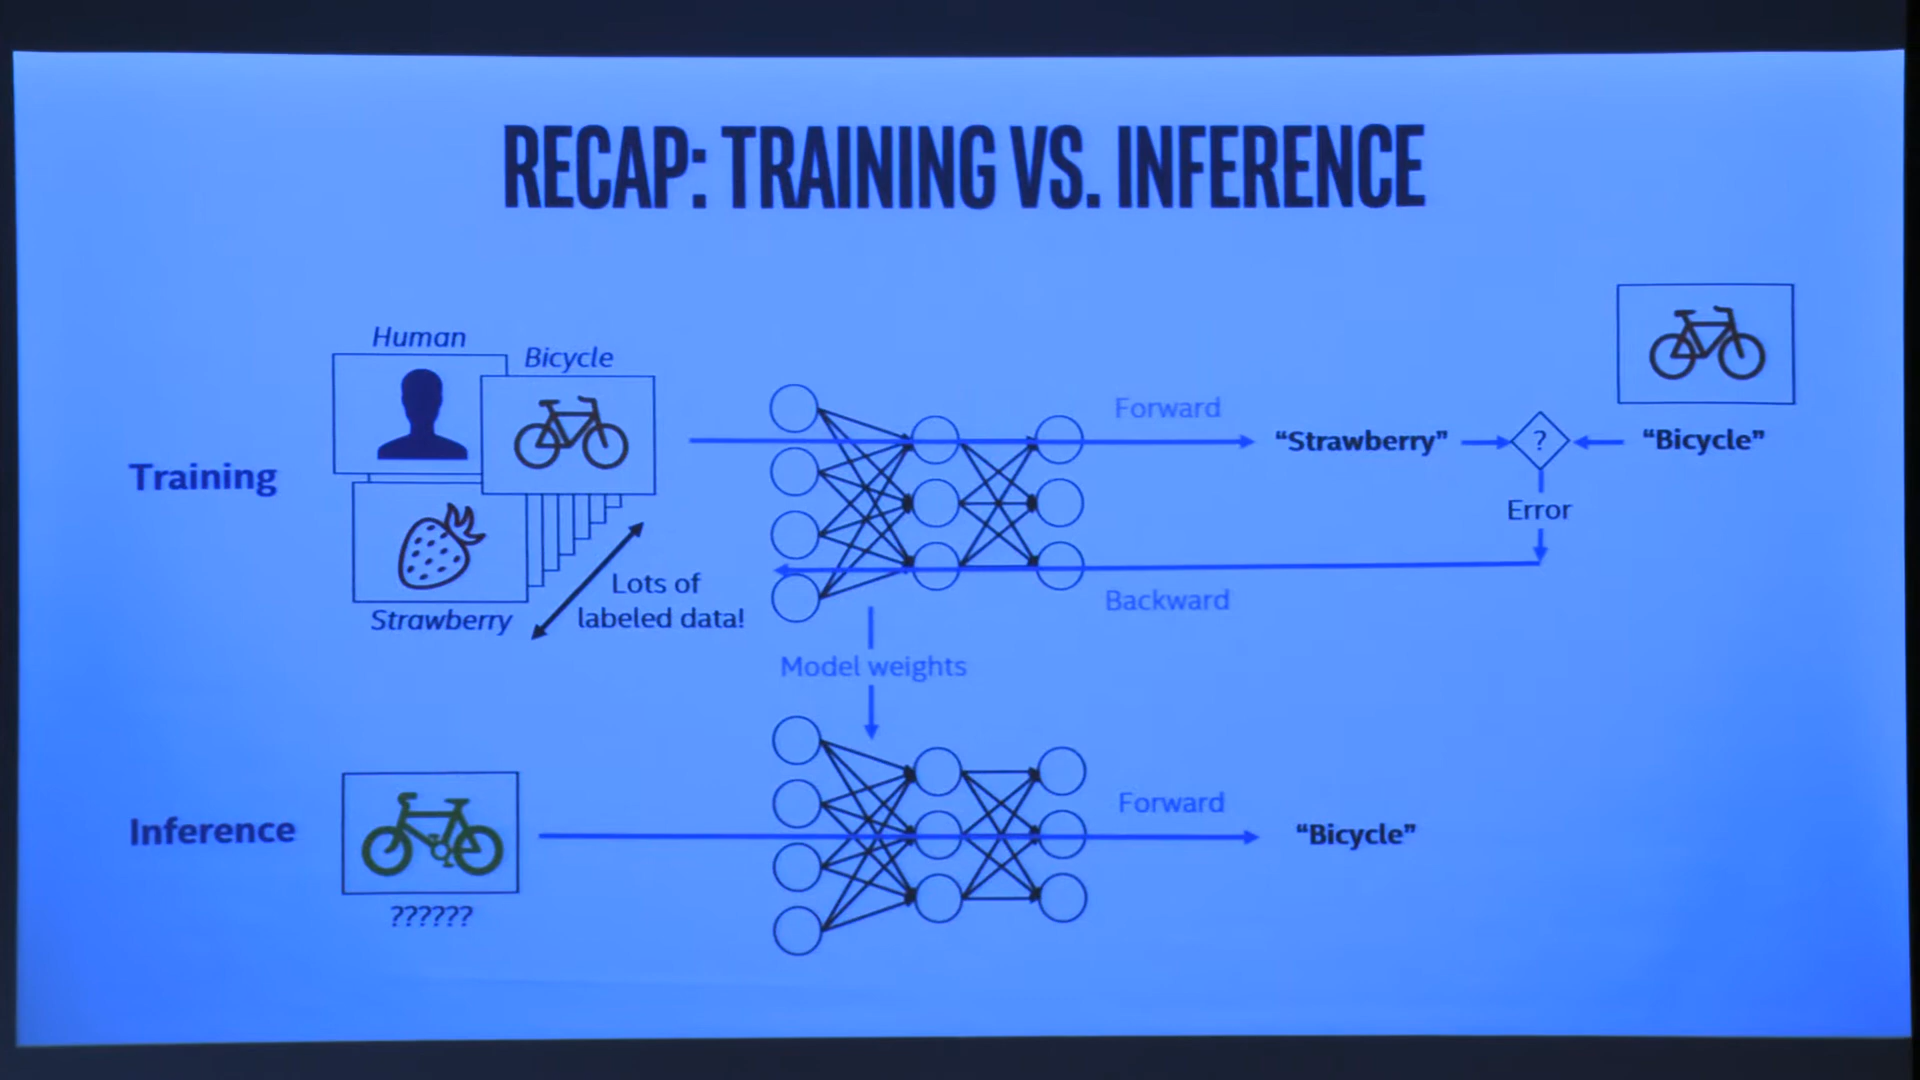 RECAP: TRAINING VS. INFERENCE
Human
Bicycle
Training
Strawberry
Lots of
labeled data!
Forward
“Strawberry”
?
“Bicycle”
Error
Backward
Model weights
Inference
??????
Forward
“Bicycle”